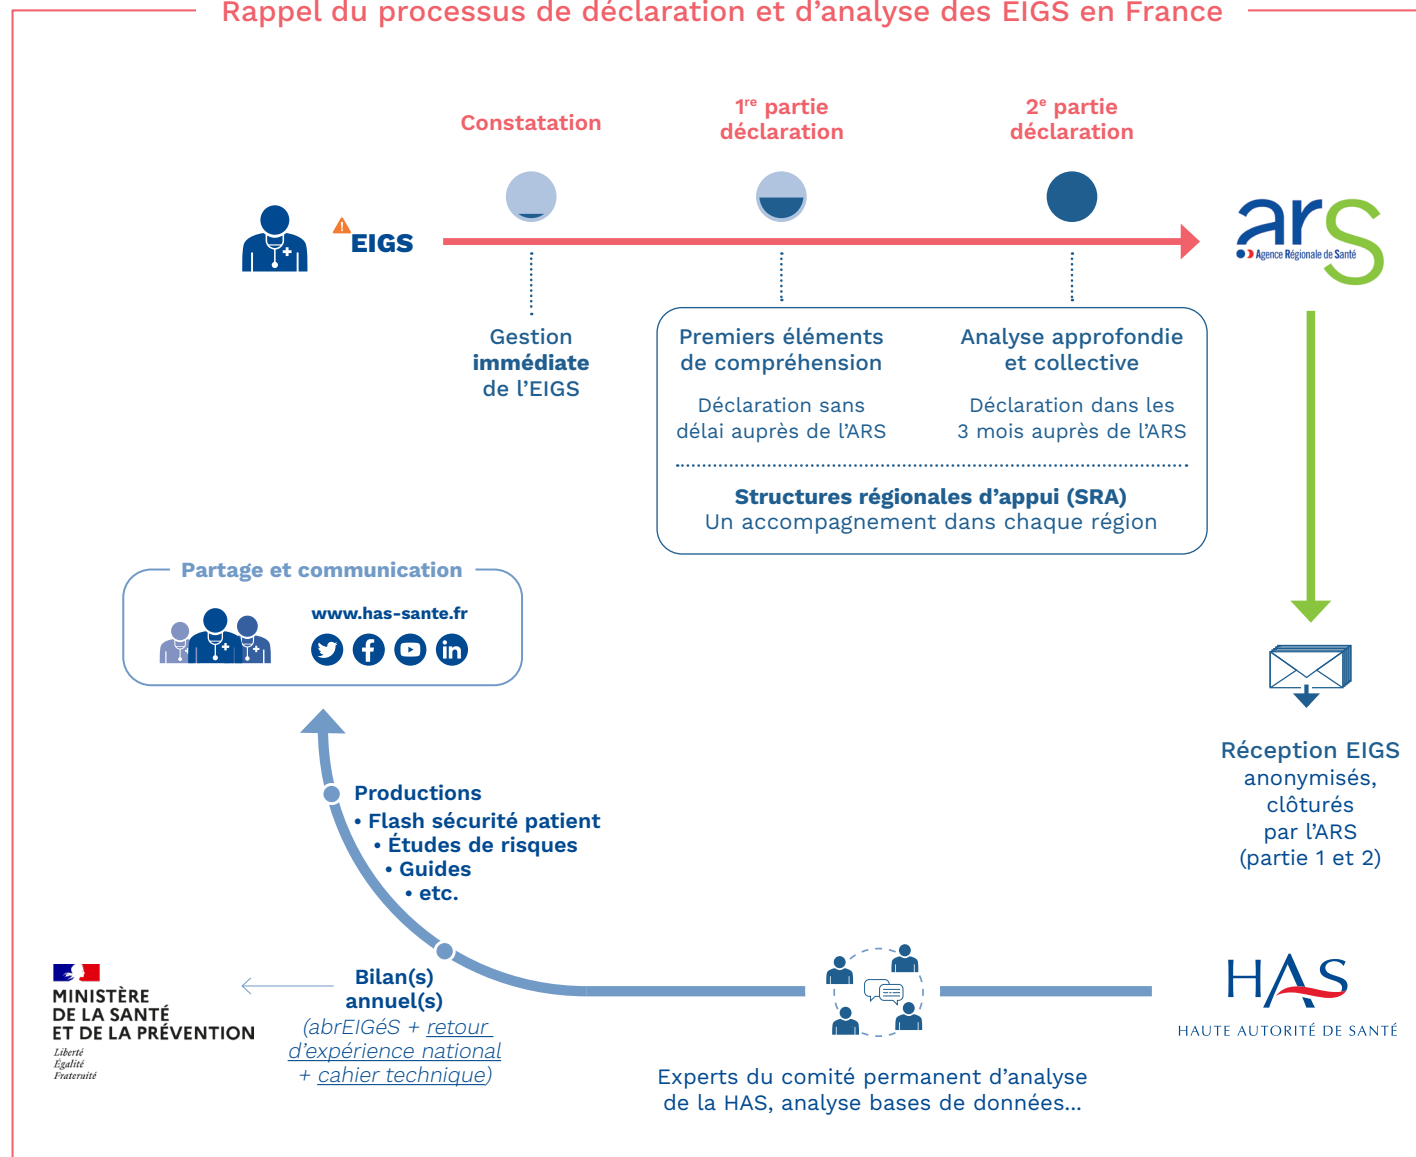 Rappel du processus de déclaration et d'analyse des EIGS en France
Constatation
1re partie
déclaration
2e partie
déclaration
EIGS
ars
Agence Régionale de Santé
Gestion
immédiate
de l'EIGS
Premiers éléments
de compréhension
Déclaration sans
délai auprès de l'ARS
Analyse approfondie
et collective
Déclaration dans les
3 mois auprès de l'ARS
Structures régionales d'appui (SRA)
Un accompagnement dans chaque région
Partage et communication
www.has-sante.fr
Réception EIGS
anonymisés,
clôturés
par l'ARS
(partie 1 et 2)
Productions
• Flash sécurité patient
• Études de risques
• Guides
• etc.
MINISTÈRE
DE LA SANTÉ
ET DE LA PRÉVENTION
Liberté
Égalité
Fraternité
Bilan(s)
annuel(s)
(abrEIGéS + retour
d'expérience national
+ cahier technique)
Experts du comité permanent d'analyse
de la HAS, analyse bases de données...
HAS
HAUTE AUTORITÉ DE SANTÉ